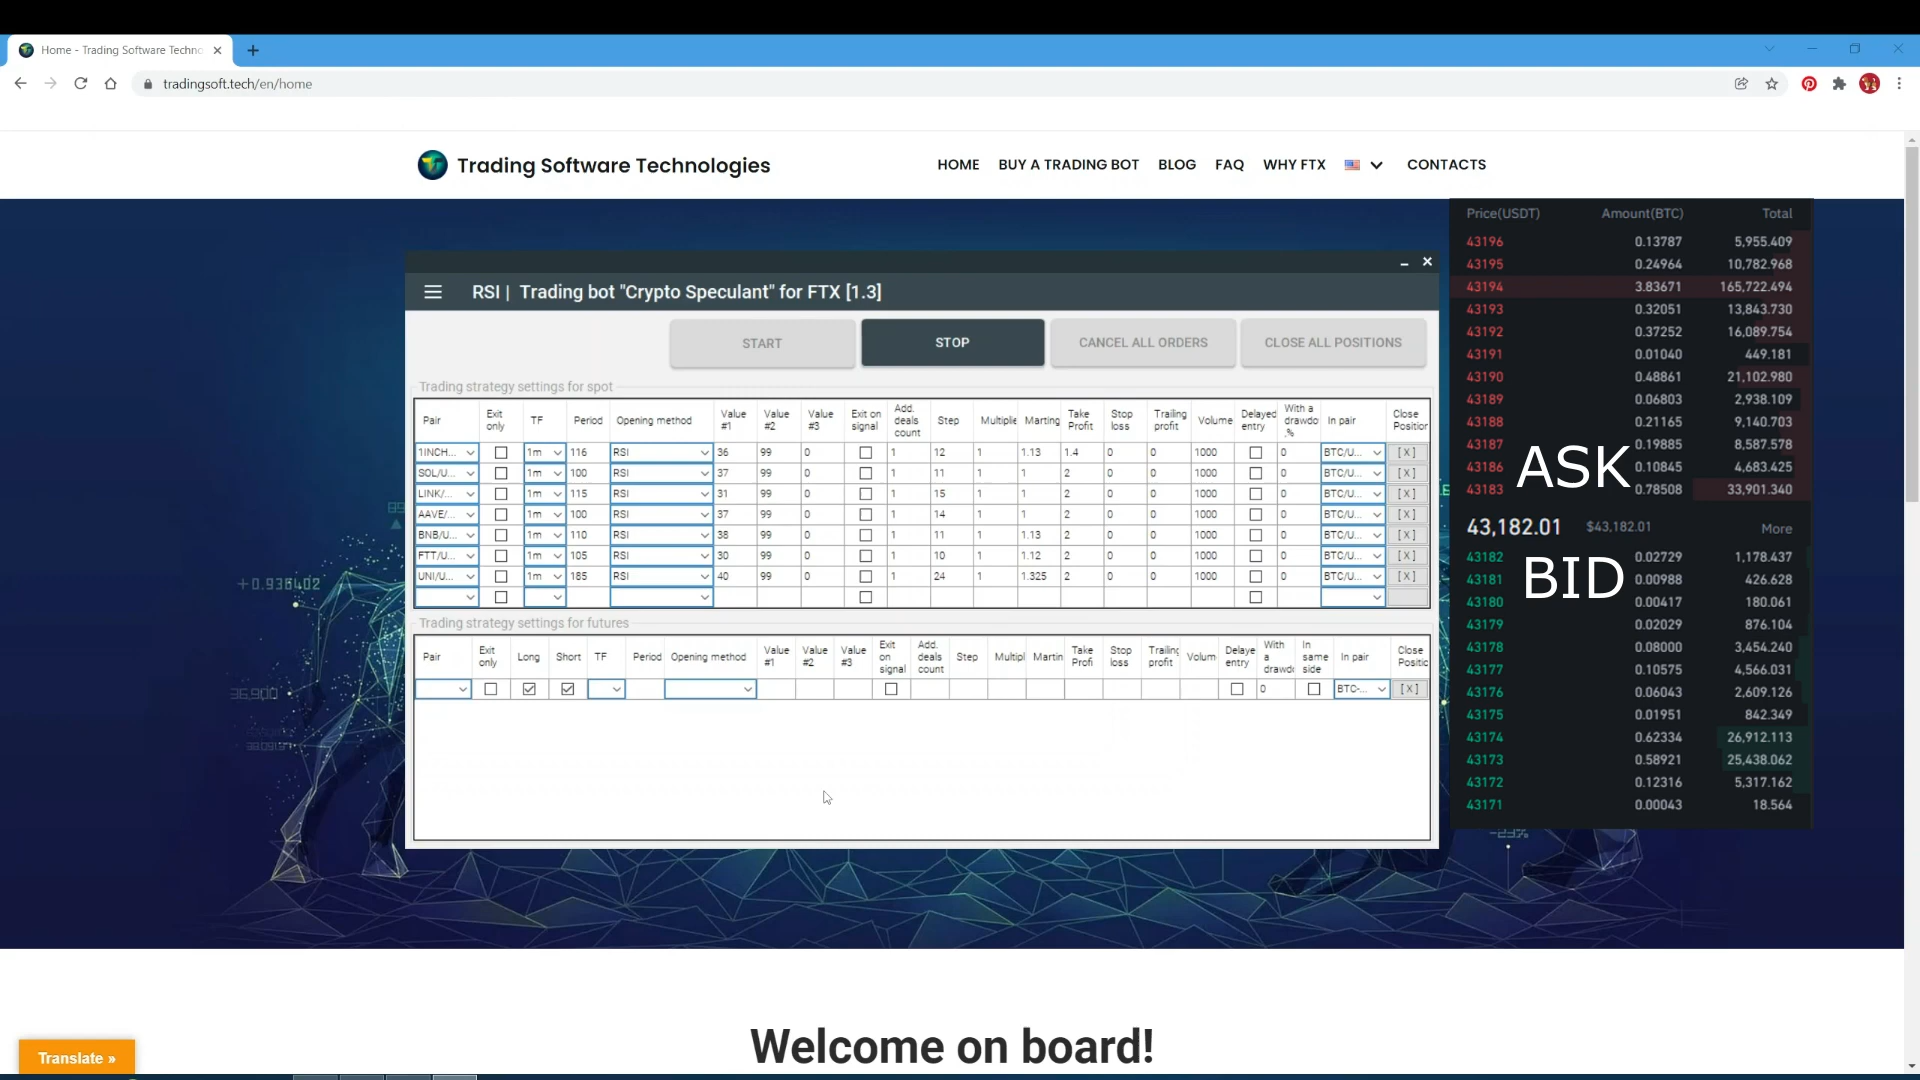 Home - Trading Software Techno
tradingsoft.tech/en/home
Trading Software Technologies
HOME BUY A TRADING BOT BLOG FAQ WHY FTX CONTACTS
RSI | Trading bot "Crypto Speculant" for FTX [1.3]
START STOP CANCEL ALL ORDERS CLOSE ALL POSITIONS
Trading strategy settings for spot
Pair Exit only TF Period Opening method Value #1 Value #2 Value #3 Exit on signal Add. deals count Step Multiplie Marting Take Profit Stop loss Trailing profit Volume Delayed entry With a drawdo ,% In pair Close Position
1INCH... 1m 116 RSI 36 99 0 1 12 1 1.13 1.4 0 0 1000 0 BTC/U... [X]
SOL/U... 1m 100 RSI 37 99 0 1 11 1 1 2 0 0 1000 0 BTC/U... [X]
LINK/... 1m 115 RSI 31 99 0 1 15 1 1 2 0 0 1000 0 BTC/U... [X]
AAVE/... 1m 100 RSI 37 99 0 1 14 1 1 2 0 0 1000 0 BTC/U... [X]
BNB/U... 1m 110 RSI 38 99 0 1 11 1 1.13 2 0 0 1000 0 BTC/U... [X]
FTT/U... 1m 105 RSI 30 99 0 1 10 1 1.12 2 0 0 1000 0 BTC/U... [X]
UNI/U... 1m 185 RSI 40 99 0 1 24 1 1.325 2 0 0 1000 0 BTC/U... [X]
Trading strategy settings for futures
Pair Exit only Long Short TF Period Opening method Value #1 Value #2 Value #3 Exit on signal Add. deals count Step Multipl Martin Take Profi Stop loss Trailing profit Volum Delaye entry With a drawdo In same side In pair Close Positic
0 BTC-... [X]
Price(USDT) Amount(BTC) Total
43196 0.13787 5,955.409
43195 0.24964 10,782.968
43194 3.83671 165,722.494
43193 0.32051 13,843.730
43192 0.37252 16,089.754
43191 0.01040 449.181
43190 0.48861 21,102.980
43189 0.06803 2,938.109
43188 0.21165 9,140.703
43187 0.19885 8,587.578
43186 0.10845 4,683.425
43183 0.78508 33,901.340
ASK
43,182.01 $43,182.01 More
BID
43182 0.02729 1,178.437
43181 0.00988 426.628
43180 0.00417 180.061
43179 0.02029 876.104
43178 0.08000 3,454.240
43177 0.10575 4,566.031
43176 0.06043 2,609.126
43175 0.01951 842.349
43174 0.62334 26,912.113
43173 0.58921 25,438.062
43172 0.12316 5,317.162
43171 0.00043 18.564
+0.936402
36,900
Welcome on board!
Translate »